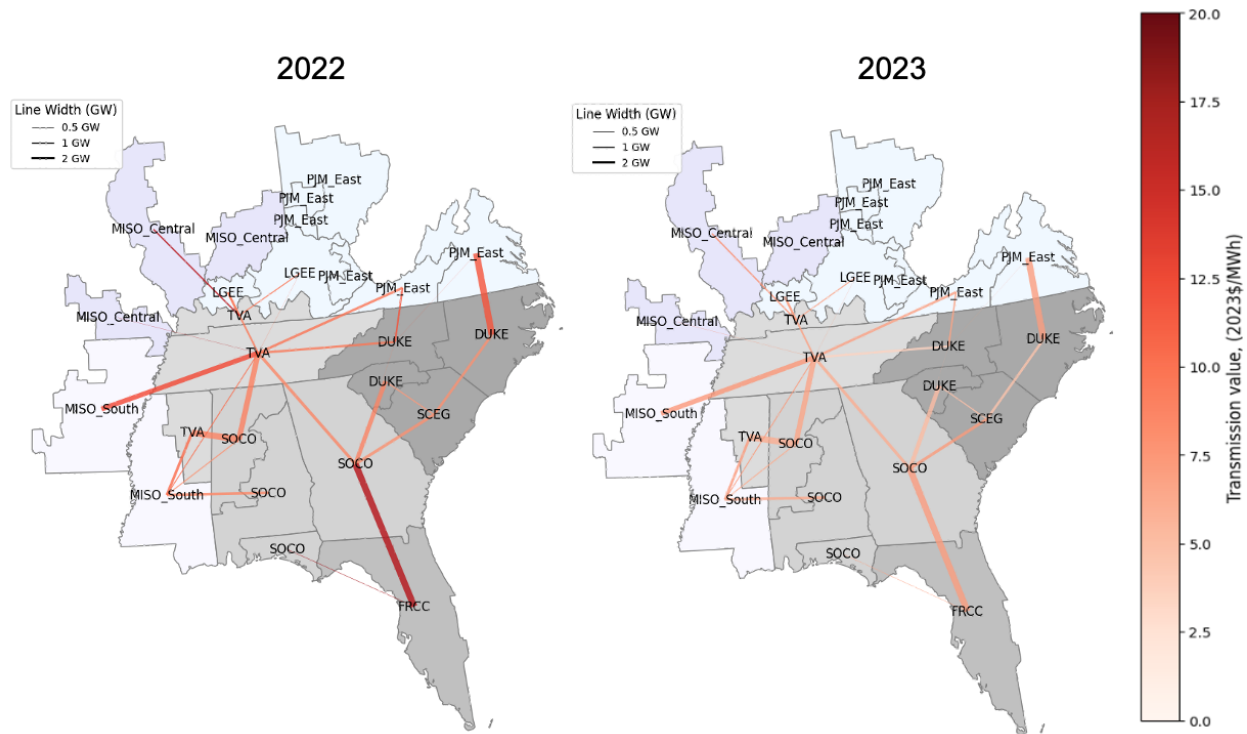 2022
Line Width (GW)
0.5 GW
1 GW
2 GW
PJM_East
PJM_East
PJM_East
MISO_Central
MISO_Central
PJM_East
LGEE
PJM_East
PJM_East
LGEE
TVA
MISO_Central
DUKE
DUKE
TVA
DUKE
MISO_South
SCEG
TVA
SOCO
SOCO
MISO_South
SOCO
SOCO
FRCC
2023
Line Width (GW)
0.5 GW
1 GW
2 GW
PJM_East
PJM_East
PJM_East
MISO_Central
MISO_Central
PJM_East
LGEE
PJM_East
PJM_East
LGEE
TVA
MISO_Central
DUKE
DUKE
TVA
DUKE
MISO_South
SCEG
TVA
SOCO
SOCO
MISO_South
SOCO
SOCO
FRCC
20.0
17.5
15.0
12.5
10.0
7.5
5.0
2.5
0.0
Transmission value, (2023$/MWh)